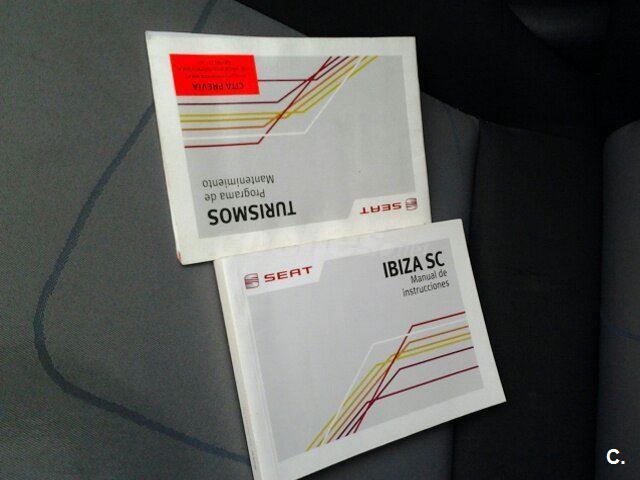 CITA PREVIA
TURISMOS
Programa de
Mantenimiento
SEAT
SEAT
IBIZA SC
Manual de
instrucciones
C.